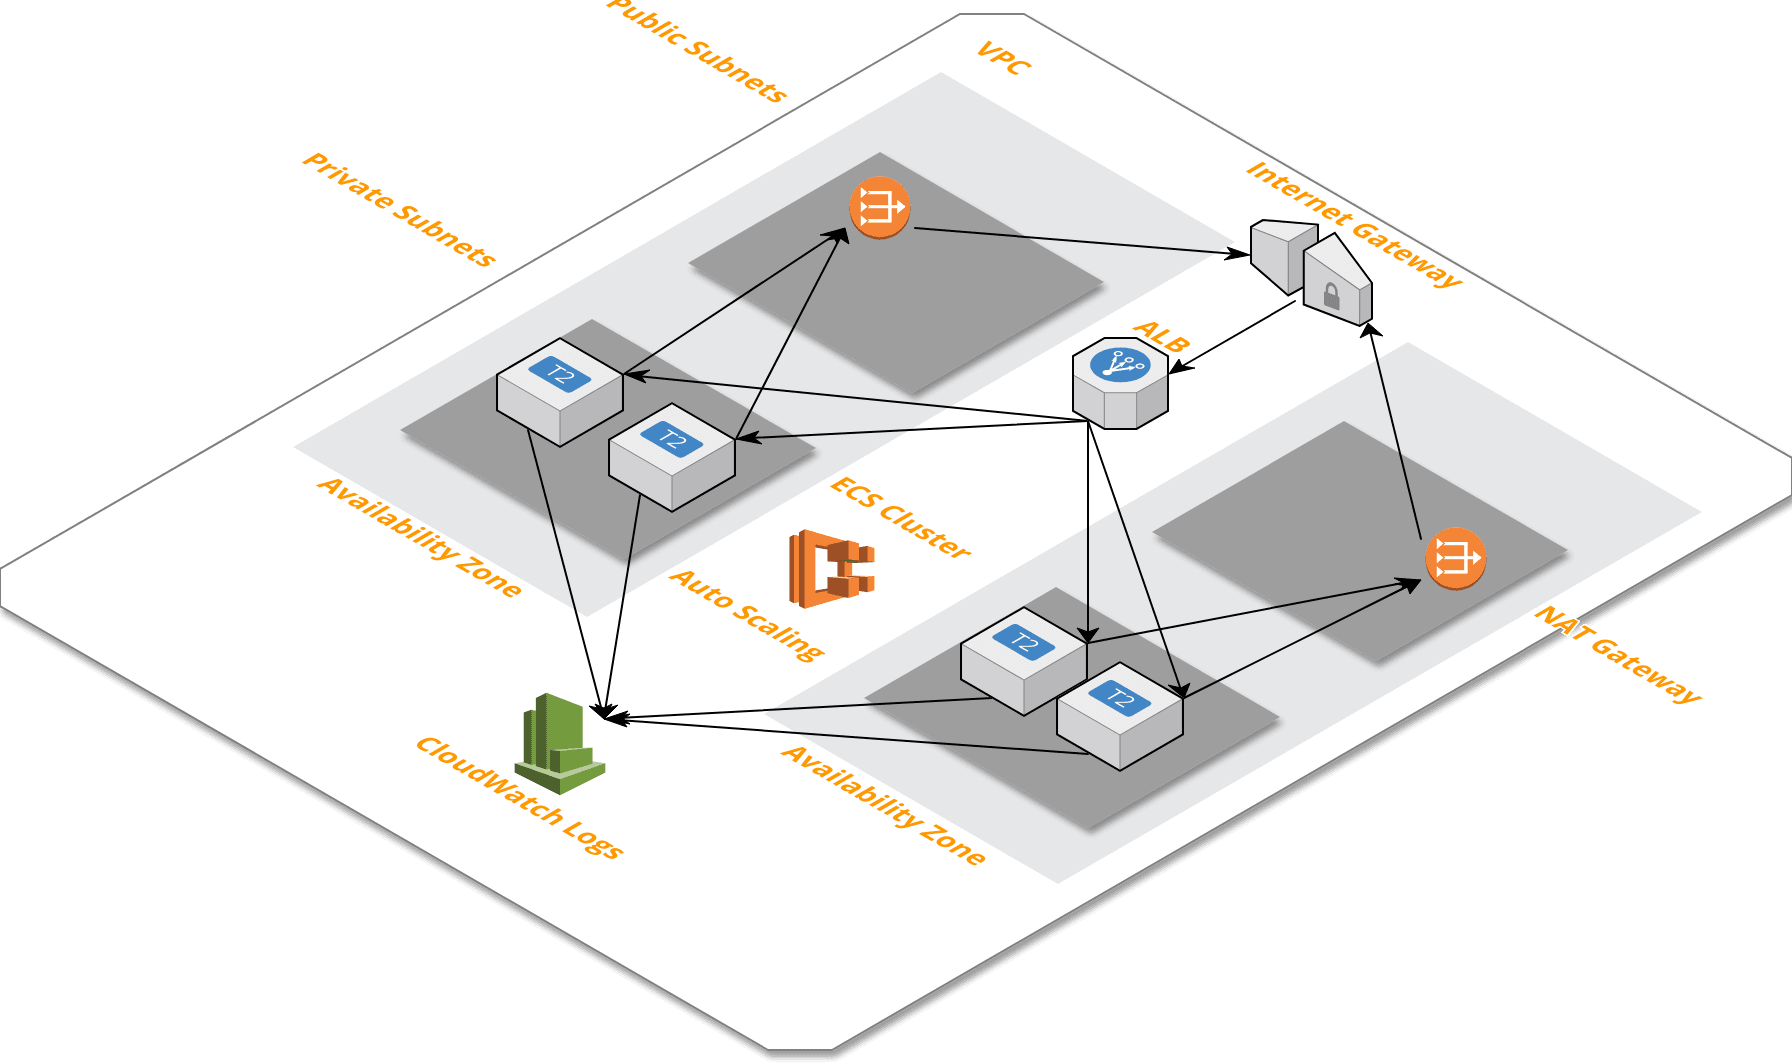 Public Subnets
VPC
Private Subnets
Internet Gateway
ALB
T2
T2
Availability Zone
ECS Cluster
Auto Scaling
T2
T2
NAT Gateway
CloudWatch Logs
Availability Zone